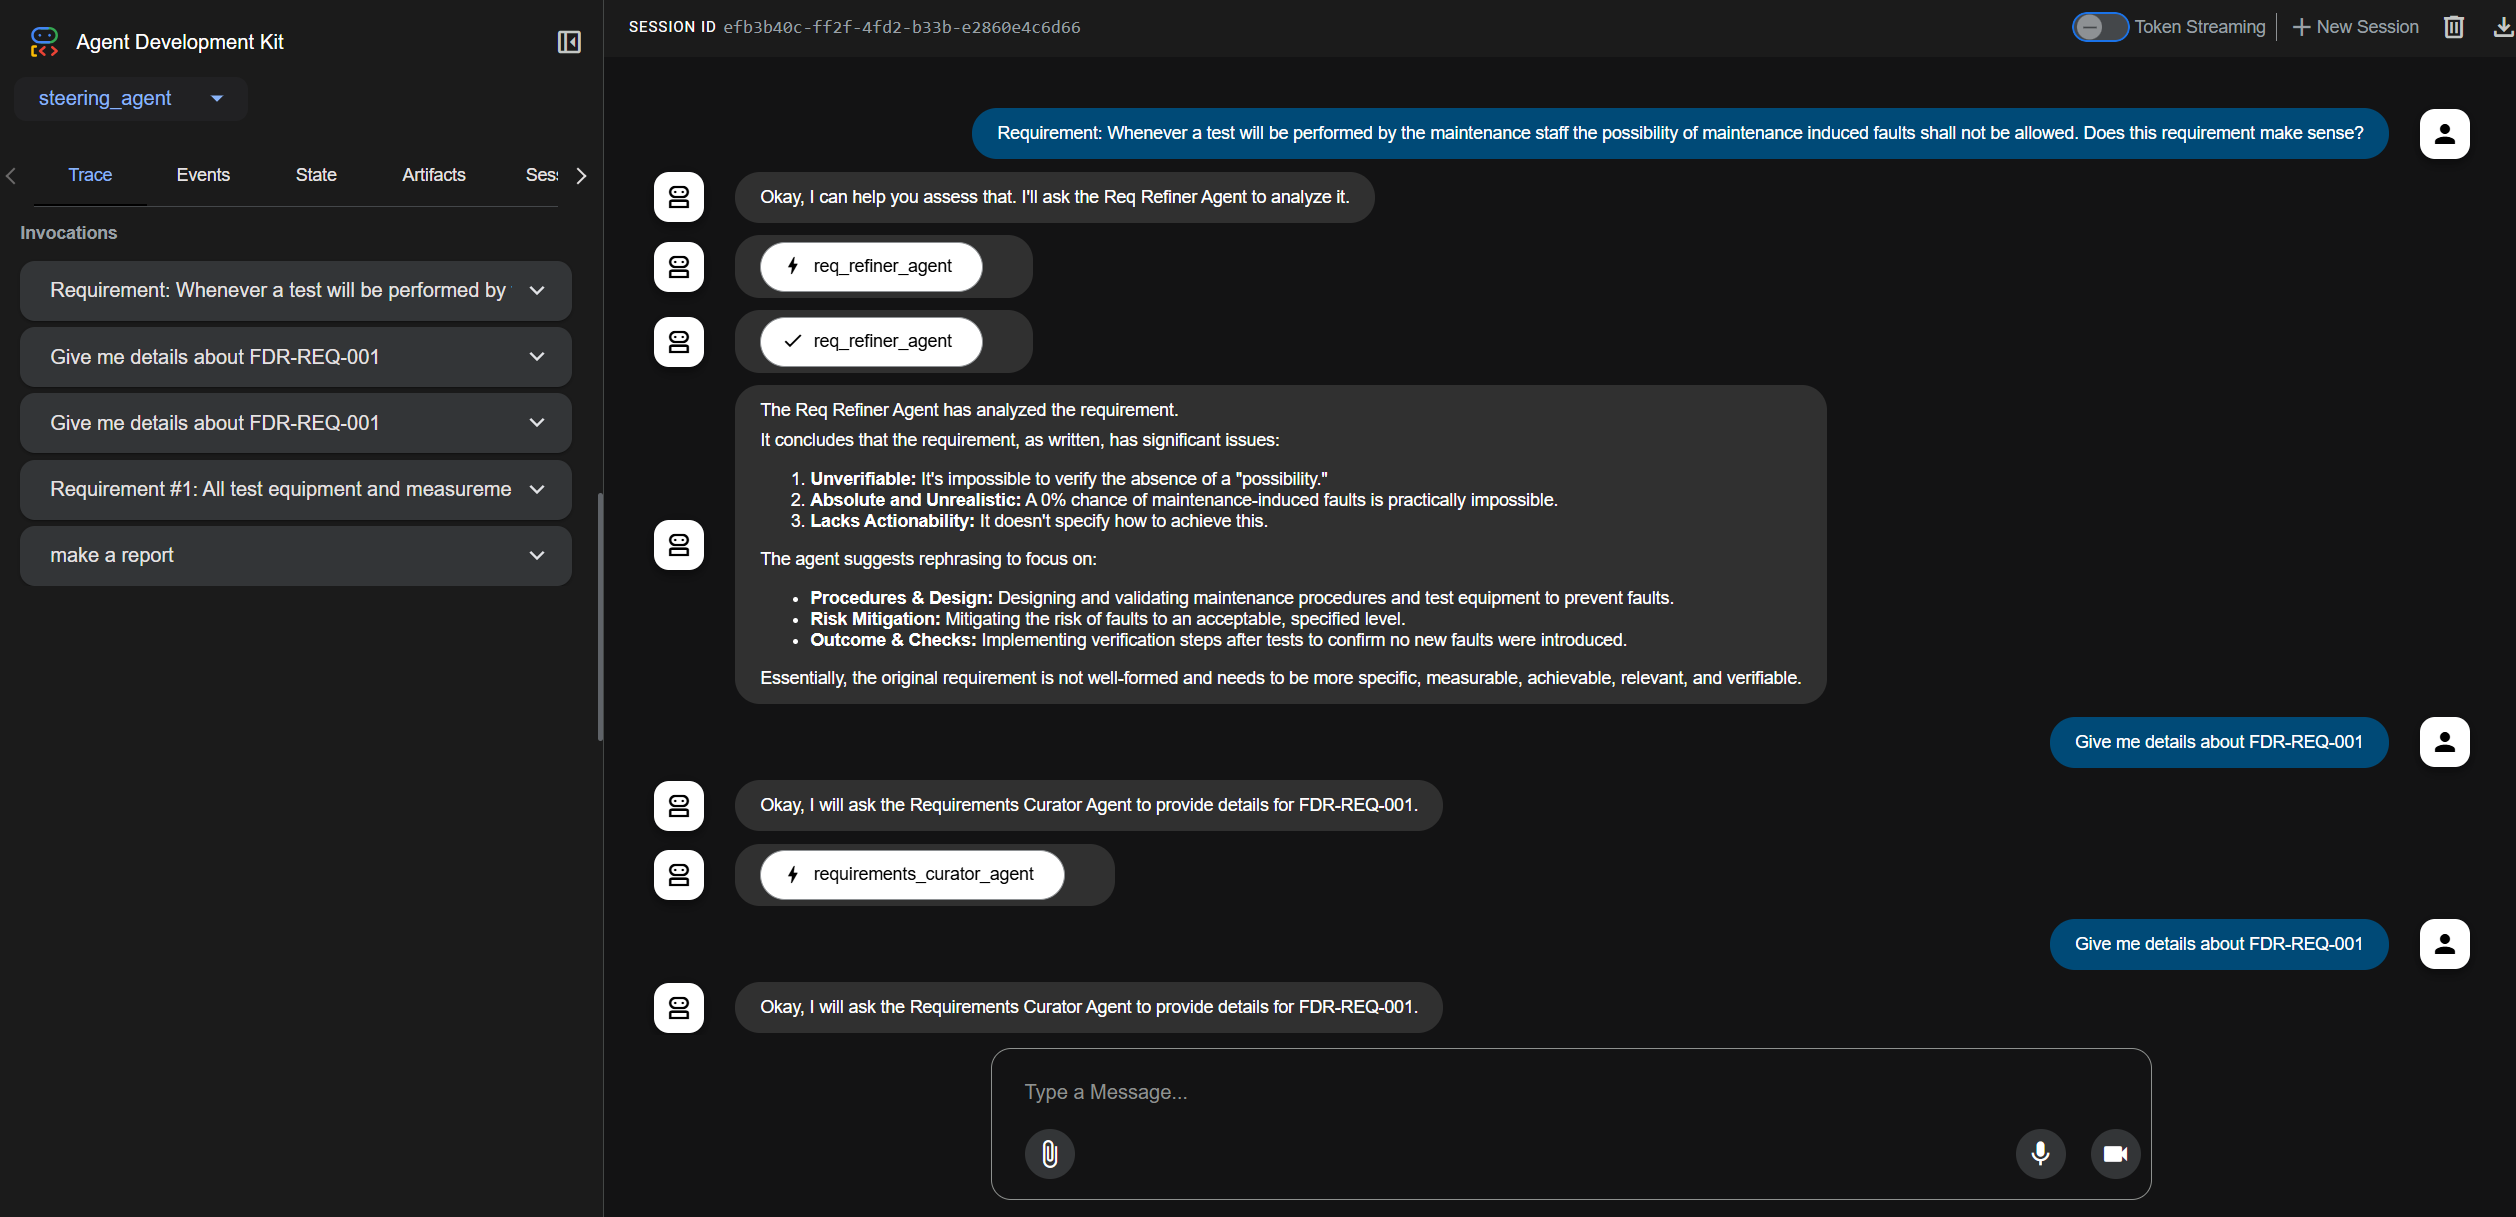 Agent Development Kit
steering_agent
Trace
Events
State
Artifacts
Invocations
Requirement: Whenever a test will be performed by
Give me details about FDR-REQ-001
Give me details about FDR-REQ-001
Requirement #1: All test equipment and measureme
make a report
SESSION ID efb3b40c-ff2f-4fd2-b33b-e2860e4c6d66
Token Streaming
New Session
Requirement: Whenever a test will be performed by the maintenance staff the possibility of maintenance induced faults shall not be allowed. Does this requirement make sense?
Okay, I can help you assess that. I'll ask the Req Refiner Agent to analyze it.
req_refiner_agent
req_refiner_agent
The Req Refiner Agent has analyzed the requirement.
It concludes that the requirement, as written, has significant issues:
1. Unverifiable: It's impossible to verify the absence of a "possibility."
2. Absolute and Unrealistic: A 0% chance of maintenance-induced faults is practically impossible.
3. Lacks Actionability: It doesn't specify how to achieve this.
The agent suggests rephrasing to focus on:
• Procedures & Design: Designing and validating maintenance procedures and test equipment to prevent faults.
• Risk Mitigation: Mitigating the risk of faults to an acceptable, specified level.
• Outcome & Checks: Implementing verification steps after tests to confirm no new faults were introduced.
Essentially, the original requirement is not well-formed and needs to be more specific, measurable, achievable, relevant, and verifiable.
Give me details about FDR-REQ-001
Okay, I will ask the Requirements Curator Agent to provide details for FDR-REQ-001.
requirements_curator_agent
Give me details about FDR-REQ-001
Okay, I will ask the Requirements Curator Agent to provide details for FDR-REQ-001.
Type a Message...